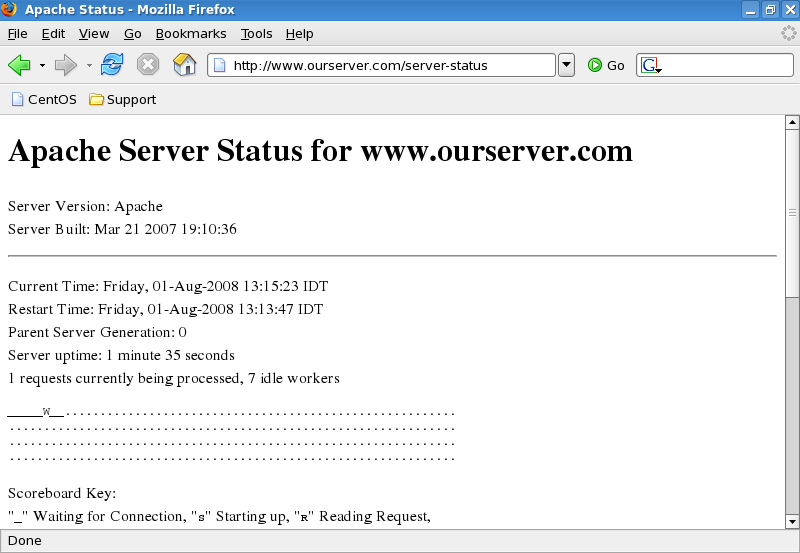 Apache Status - Mozilla Firefox
File Edit View Go Bookmarks Tools Help
http://www.ourserver.com/server-status Go G
CentOS Support
Apache Server Status for www.ourserver.com
Server Version: Apache
Server Built: Mar 21 2007 19:10:36
Current Time: Friday, 01-Aug-2008 13:15:23 IDT
Restart Time: Friday, 01-Aug-2008 13:13:47 IDT
Parent Server Generation: 0
Server uptime: 1 minute 35 seconds
1 requests currently being processed, 7 idle workers
_____W__........................................................
................................................................
................................................................
................................................................
Scoreboard Key:
"_" Waiting for Connection, "S" Starting up, "R" Reading Request,
Done